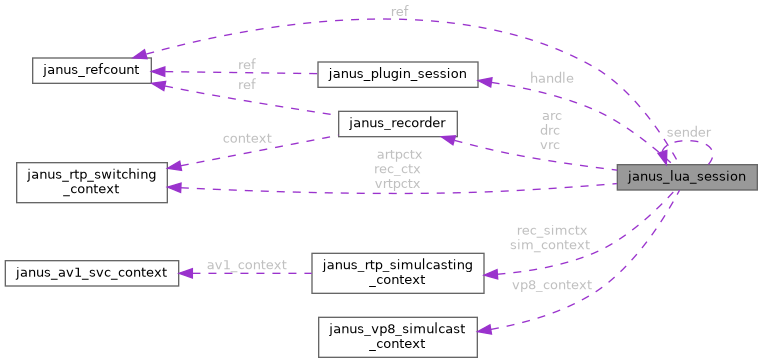 ref
janus_refcount
ref
janus_plugin_session
handle
ref
janus_recorder
arc
drc
vrc
sender
context
janus_rtp_switching
_context
artpctx
rec_ctx
vrtpctx
janus_lua_session
rec_simctx
sim_context
janus_av1_svc_context
av1_context
janus_rtp_simulcasting
_context
vp8_context
janus_vp8_simulcast
_context